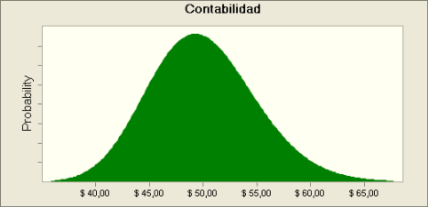 Contabilidad
Probability
$ 40,00 $ 45,00 $ 50,00 $ 55,00 $ 60,00 $ 65,00